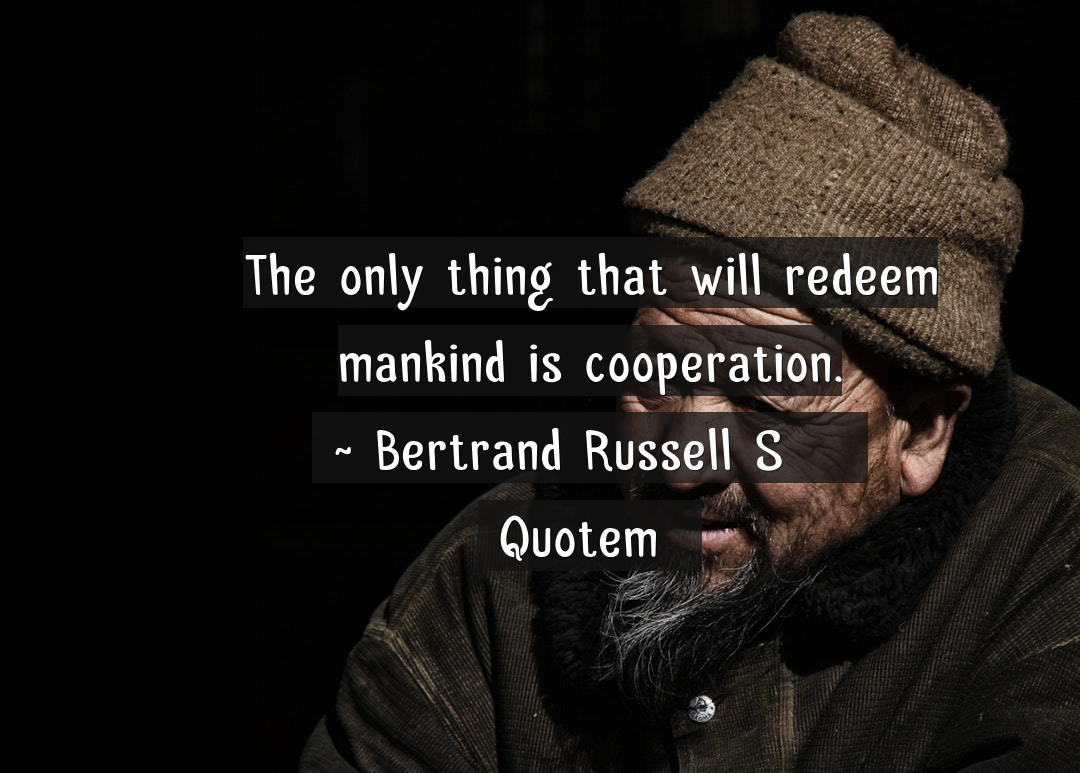 The only thing that will redeem
mankind is cooperation.
~ Bertrand Russell S
Quotem